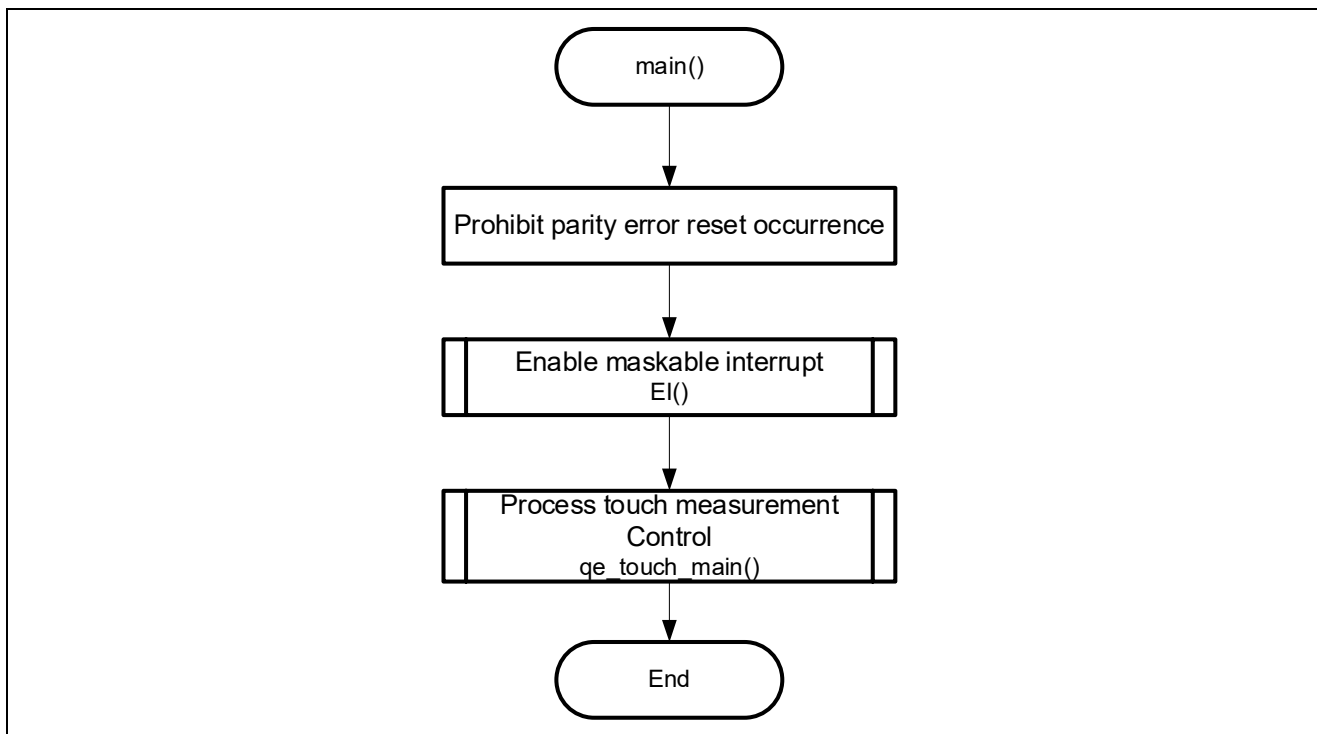 main()
Prohibit parity error reset occurrence
Enable maskable interrupt
EI()
Process touch measurement
Control
qe_touch_main()
End